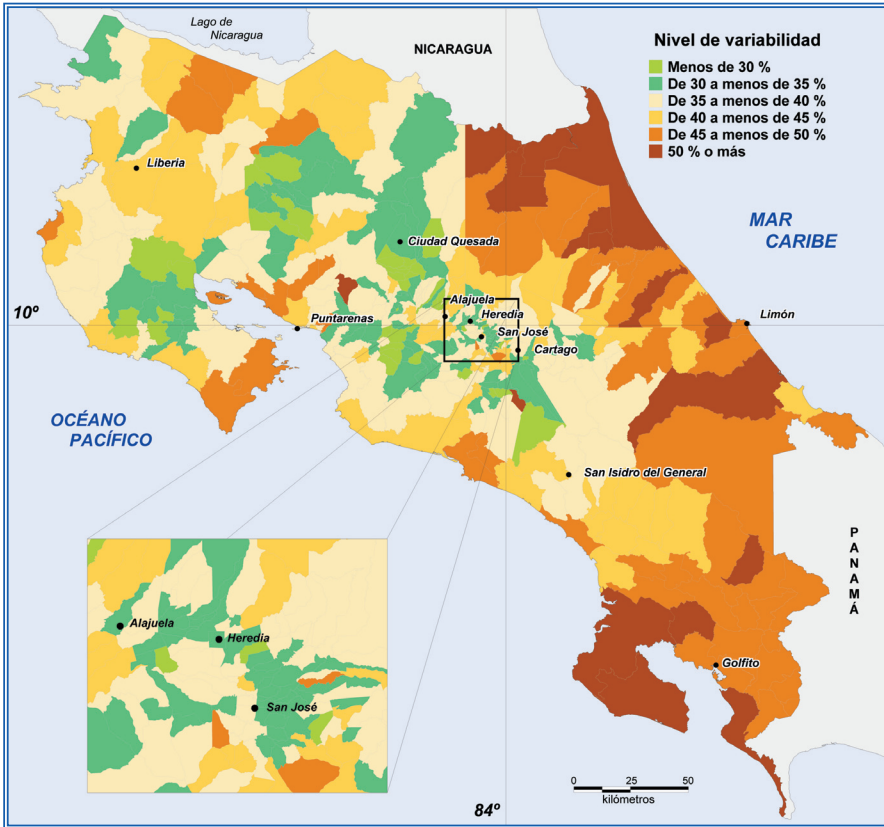 Lago de
Nicaragua
NICARAGUA
Nivel de variabilidad
Menos de 30 %
De 30 a menos de 35 %
De 35 a menos de 40 %
De 40 a menos de 45 %
De 45 a menos de 50 %
50 % o más
Liberia
MAR
CARIBE
Ciudad Quesada
10º
Puntarenas
Alajuela
Heredia
San José
Cartago
Limón
OCÉANO
PACÍFICO
San Isidro del General
PANAMÁ
Alajuela
Heredia
San José
Golfito
0 25 50
kilómetros
84º